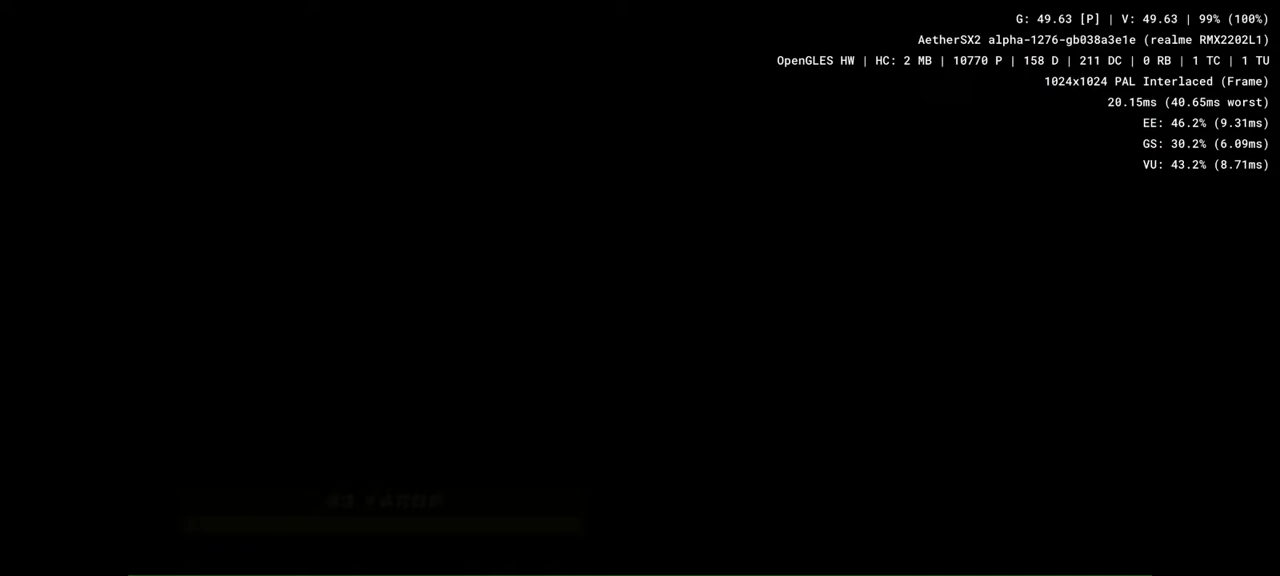 G: 49.63 [P] | V: 49.63 | 99% (100%)
AetherSX2 alpha-1276-gb038a3e1e (realme RMX2202L1)
OpenGLES HW | HC: 2 MB | 10770 P | 158 D | 211 DC | 0 RB | 1 TC | 1 TU
1024x1024 PAL Interlaced (Frame)
20.15ms (40.65ms worst)
EE: 46.2% (9.31ms)
GS: 30.2% (6.09ms)
VU: 43.2% (8.71ms)